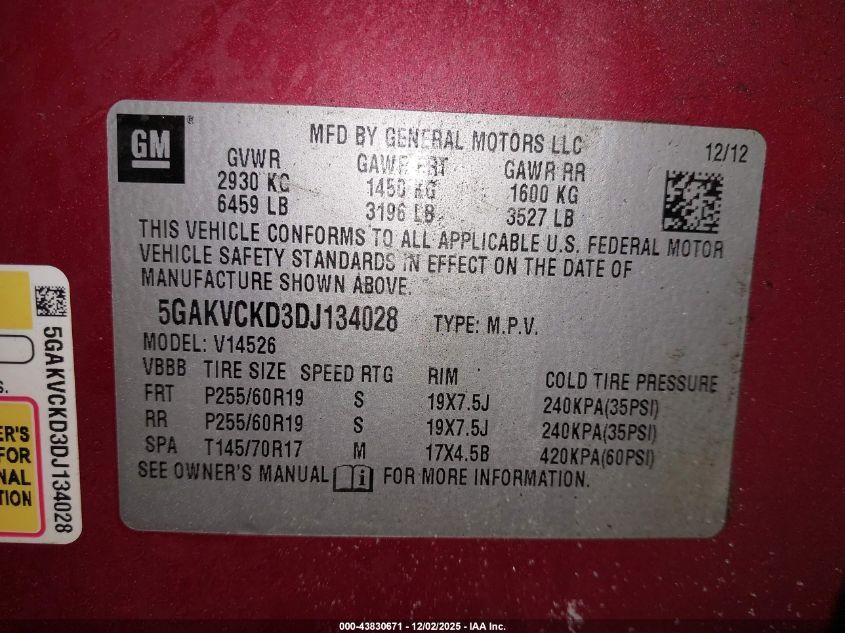 GM ®
MFD BY GENERAL MOTORS LLC
12/12
GVWR GAWR FRT GAWR RR
2930 KG 1450 KG 1600 KG
6459 LB 3196 LB 3527 LB
THIS VEHICLE CONFORMS TO ALL APPLICABLE U.S. FEDERAL MOTOR
VEHICLE SAFETY STANDARDS IN EFFECT ON THE DATE OF
MANUFACTURE SHOWN ABOVE.
5GAKVCKD3DJ134028 TYPE: M.P.V.
MODEL: V14526
VBBB TIRE SIZE SPEED RTG RIM COLD TIRE PRESSURE
FRT P255/60R19 S 19X7.5J 240KPA(35PSI)
RR P255/60R19 S 19X7.5J 240KPA(35PSI)
SPA T145/70R17 M 17X4.5B 420KPA(60PSI)
SEE OWNER'S MANUAL FOR MORE INFORMATION.
5GAKVCKD3DJ134028
ER'S
FOR
NAL
TION
000-43830671 - 12/02/2025 - IAA Inc.